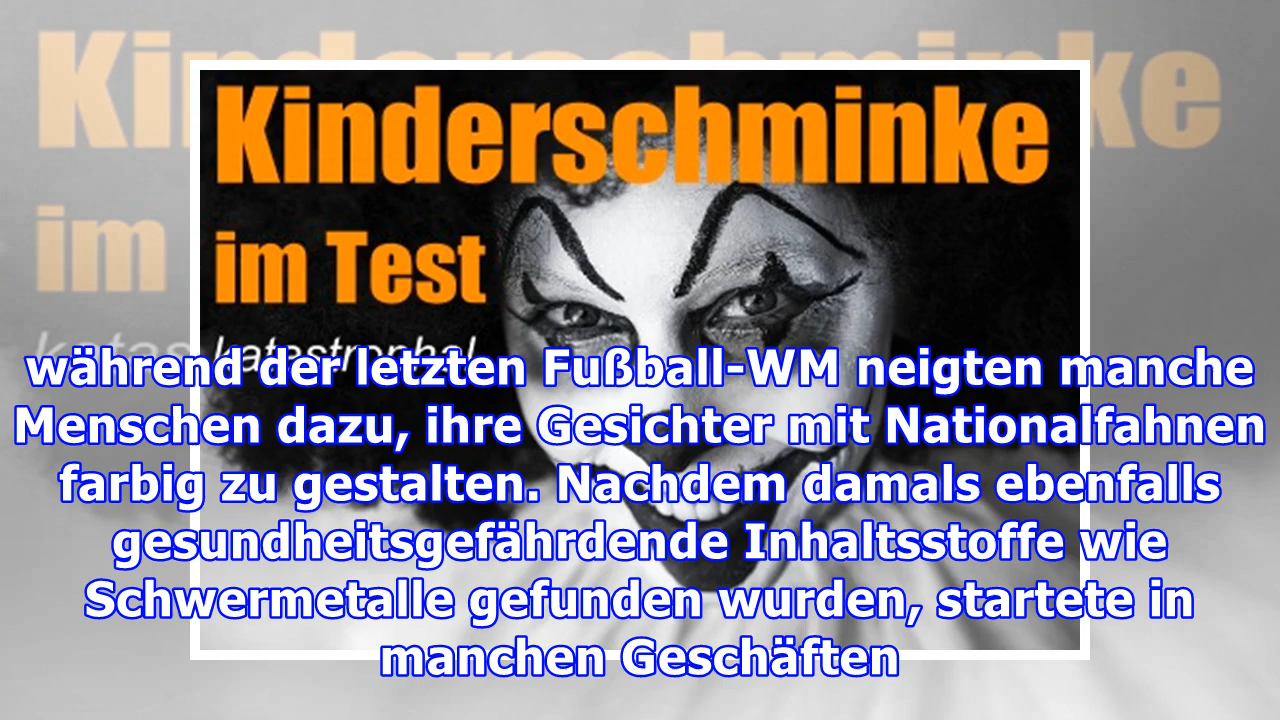 Kinderschminke
im Test
katastrophal
während der letzten Fußball-WM neigten manche
Menschen dazu, ihre Gesichter mit Nationalfahnen
farbig zu gestalten. Nachdem damals ebenfalls
gesundheitsgefährdende Inhaltsstoffe wie
Schwermetalle gefunden wurden, startete in
manchen Geschäften